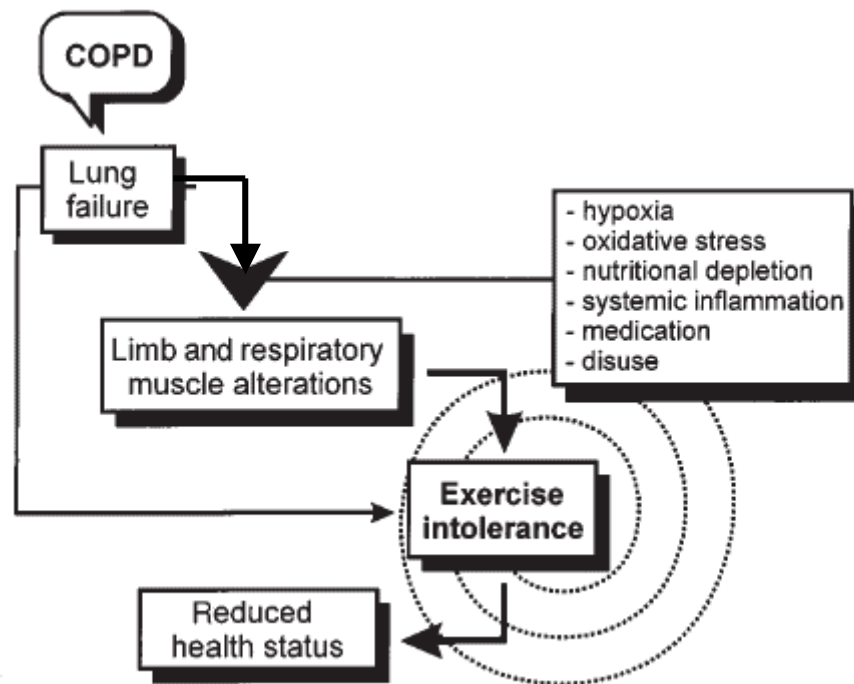 COPD
Lung
failure
- hypoxia
- oxidative stress
- nutritional depletion
- systemic inflammation
- medication
- disuse
Limb and respiratory
muscle alterations
Exercise
intolerance
Reduced
health status